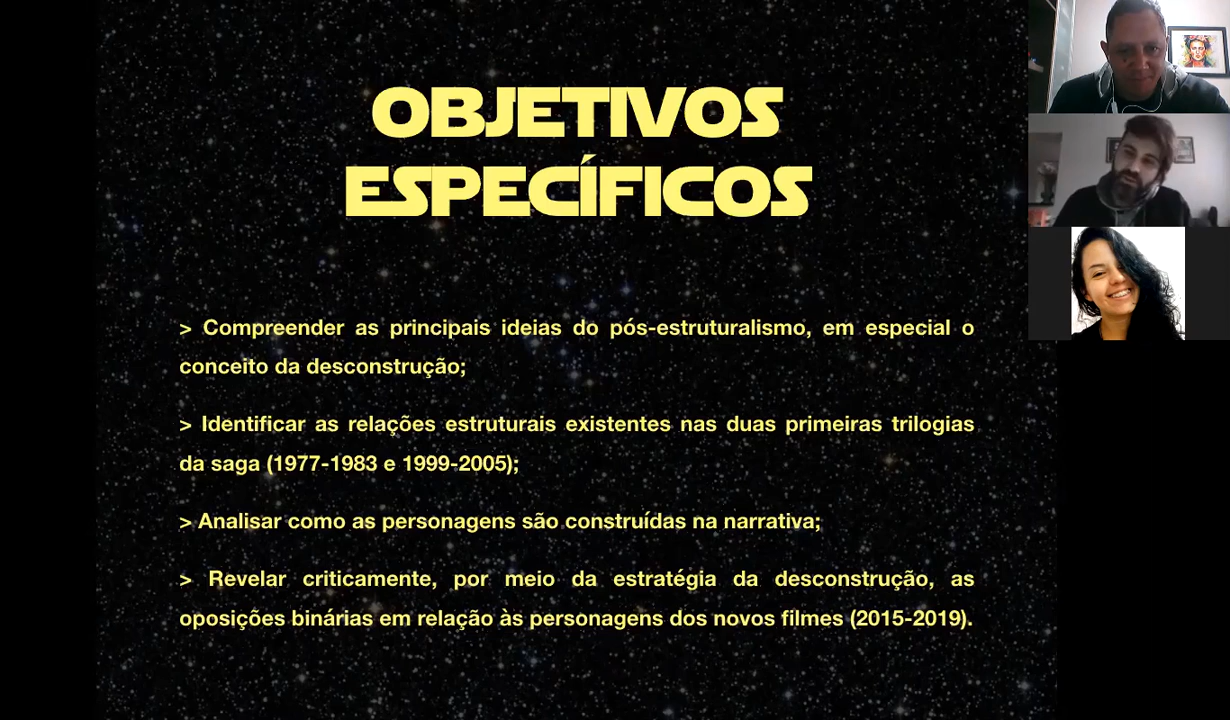 OBJETIVOS
ESPECÍFICOS
> Compreender as principais ideias do pós-estruturalismo, em especial o
conceito da desconstrução;
> Identificar as relações estruturais existentes nas duas primeiras trilogias
da saga (1977-1983 e 1999-2005);
> Analisar como as personagens são construídas na narrativa;
> Revelar criticamente, por meio da estratégia da desconstrução, as
oposições binárias em relação às personagens dos novos filmes (2015-2019).